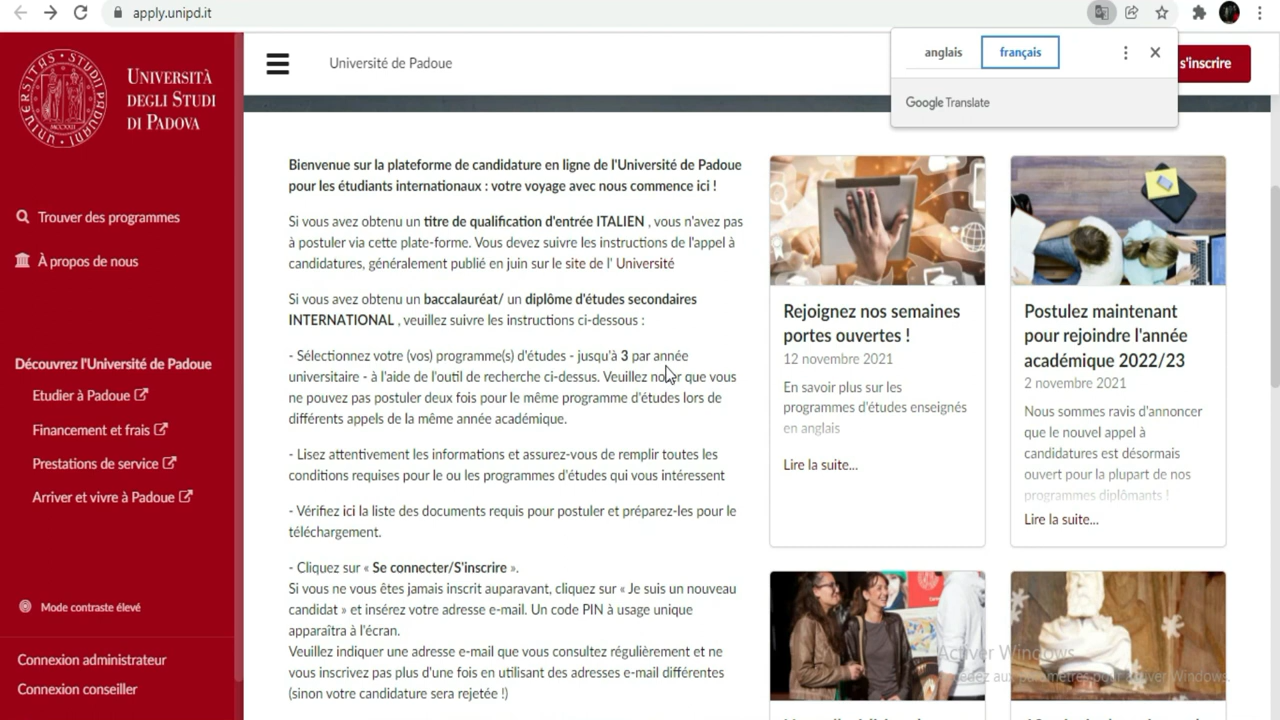 apply.unipd.it
UNIVERSITÀ
DEGLI STUDI
DI PADOVA
Trouver des programmes
À propos de nous
Découvrez l'Université de Padoue
Etudier à Padoue
Financement et frais
Prestations de service
Arriver et vivre à Padoue
Mode contraste élevé
Connexion administrateur
Connexion conseiller
Université de Padoue
anglais
français
Google Translate
s'inscrire
Bienvenue sur la plateforme de candidature en ligne de l'Université de Padoue
pour les étudiants internationaux : votre voyage avec nous commence ici !
Si vous avez obtenu un titre de qualification d'entrée ITALIEN , vous n'avez pas
à postuler via cette plate-forme. Vous devez suivre les instructions de l'appel à
candidatures, généralement publié en juin sur le site de l' Université
Si vous avez obtenu un baccalauréat/ un diplôme d'études secondaires
INTERNATIONAL , veuillez suivre les instructions ci-dessous :
- Sélectionnez votre (vos) programme(s) d'études - jusqu'à 3 par année
universitaire - à l'aide de l'outil de recherche ci-dessus. Veuillez noter que vous
ne pouvez pas postuler deux fois pour le même programme d'études lors de
différents appels de la même année académique.
- Lisez attentivement les informations et assurez-vous de remplir toutes les
conditions requises pour le ou les programmes d'études qui vous intéressent
- Vérifiez ici la liste des documents requis pour postuler et préparez-les pour le
téléchargement.
- Cliquez sur « Se connecter/S'inscrire ».
Si vous ne vous êtes jamais inscrit auparavant, cliquez sur « Je suis un nouveau
candidat » et insérez votre adresse e-mail. Un code PIN à usage unique
apparaîtra à l'écran.
Veuillez indiquer une adresse e-mail que vous consultez régulièrement et ne
vous inscrivez pas plus d'une fois en utilisant des adresses e-mail différentes
(sinon votre candidature sera rejetée !)
Rejoignez nos semaines
portes ouvertes !
12 novembre 2021
En savoir plus sur les
programmes d'études enseignés
en anglais
Lire la suite...
Postulez maintenant
pour rejoindre l'année
académique 2022/23
2 novembre 2021
Nous sommes ravis d'annoncer
que le nouvel appel à
candidatures est désormais
ouvert pour la plupart de nos
programmes diplômants !
Lire la suite...
Activer Windows
aux paramètres pour activer Windows.